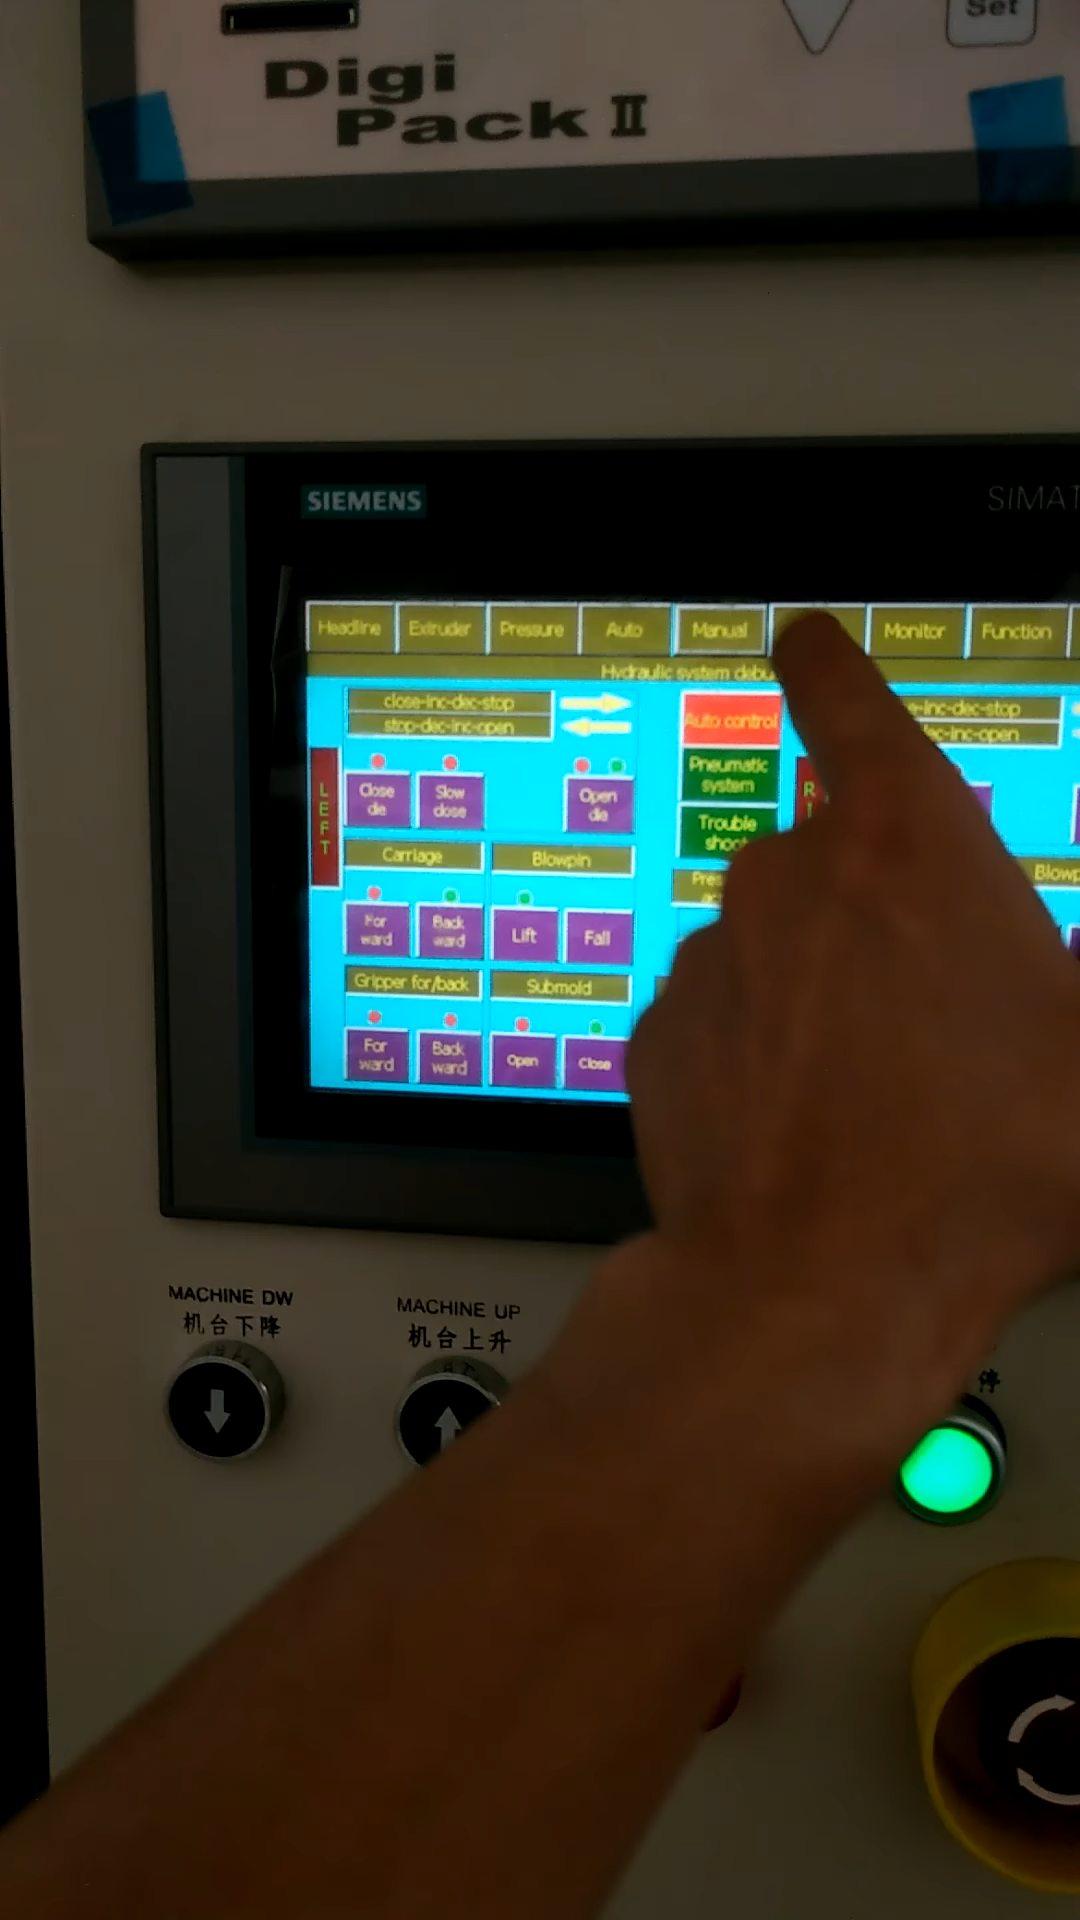 Set
Digi
Pack II
SIEMENS
SIMAT
Headline
Extruder
Pressure
Auto
Manual
Monitor
Function
Hydraulic system debu
close-inc-dec-stop
stop-dec-inc-open
Auto control
e-inc-dec-stop
dec-inc-open
LEFT
Close die
Slow close
Open die
Pneumatic system
Trouble shoot
Carriage
Blowpin
Blowp
For ward
Back ward
Lift
Fall
Gripper for/back
Submold
For ward
Back ward
Open
Close
MACHINE DW
机台下降
MACHINE UP
机台上升
停